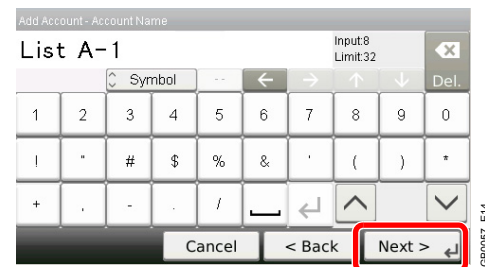 Add Account - Account Name
List A-1
Input:8
Limit:32
Symbol - - Del.
1 2 3 4 5 6 7 8 9 0
! " # $ % & ' ( ) *
+ , - . /
Cancel < Back Next >
GB0057_F14